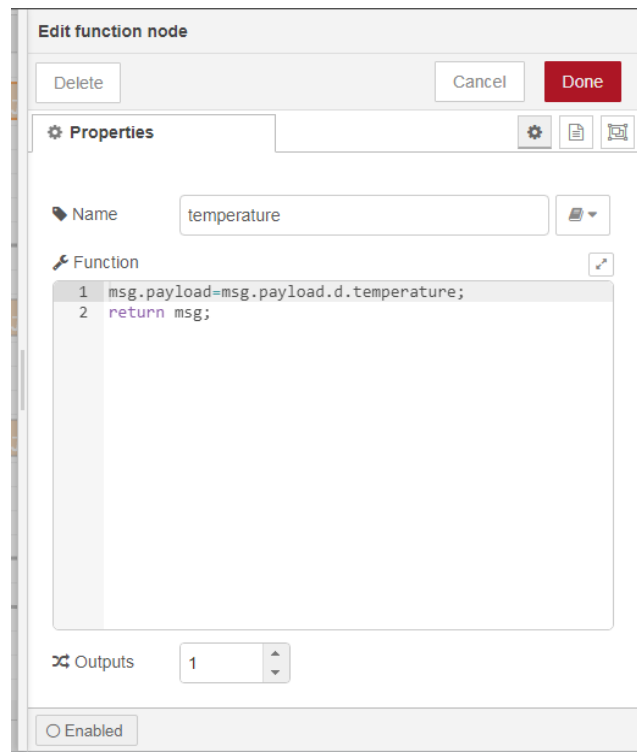 Edit function node
Delete
Cancel
Done
Properties
Name
temperature
Function
1 msg.payload=msg.payload.d.temperature;
2 return msg;
Outputs
1
Enabled